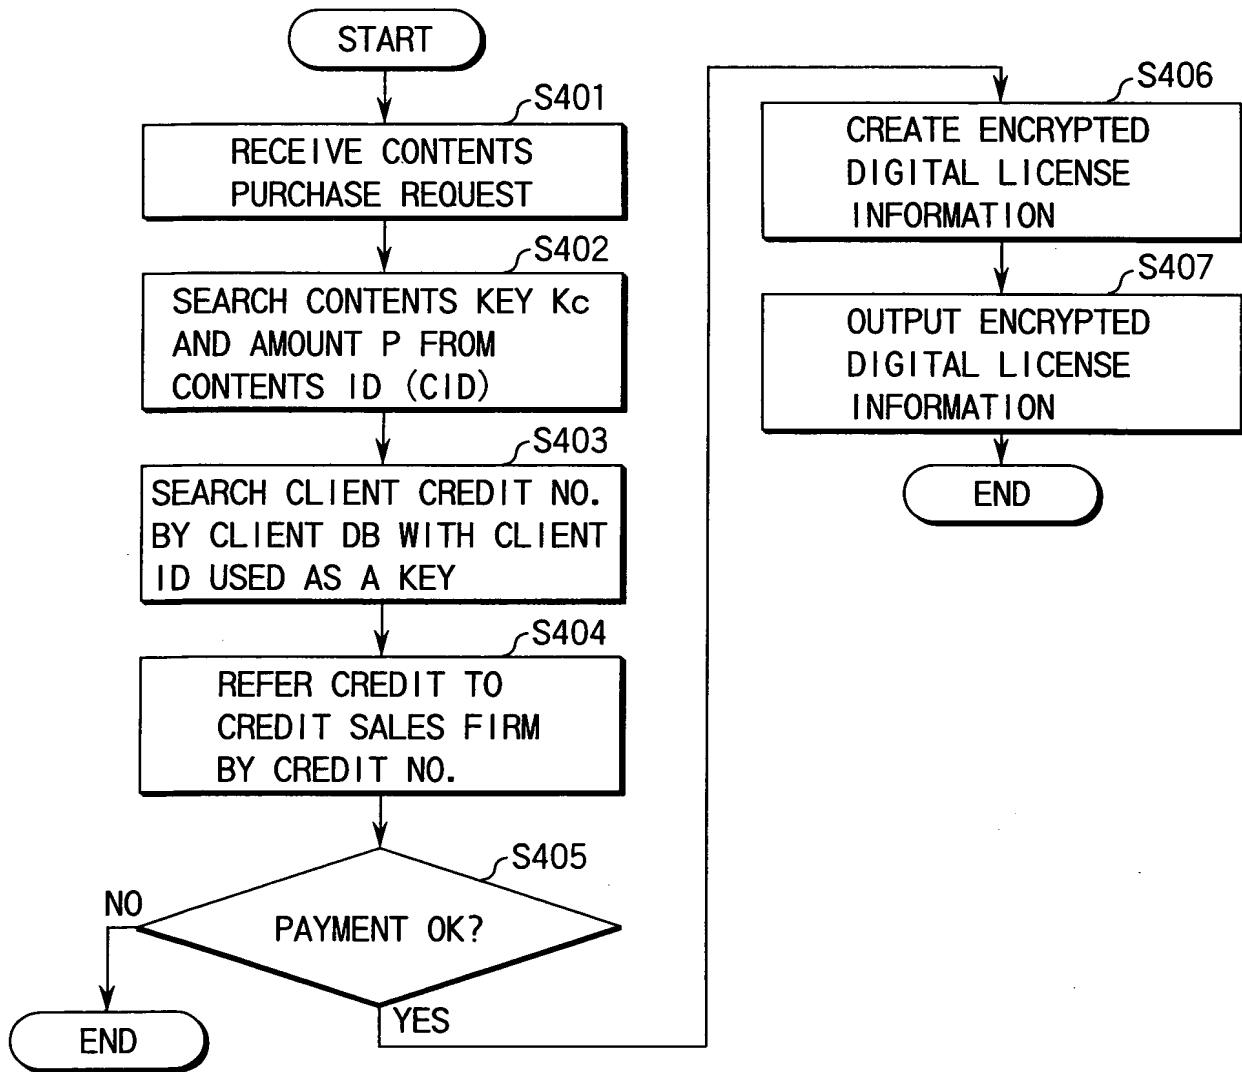 START
S401
RECEIVE CONTENTS
PURCHASE REQUEST
S402
SEARCH CONTENTS KEY Kc
AND AMOUNT P FROM
CONTENTS ID (CID)
S403
SEARCH CLIENT CREDIT NO.
BY CLIENT DB WITH CLIENT
ID USED AS A KEY
S404
REFER CREDIT TO
CREDIT SALES FIRM
BY CREDIT NO.
S405
PAYMENT OK?
NO
END
YES
S406
CREATE ENCRYPTED
DIGITAL LICENSE
INFORMATION
S407
OUTPUT ENCRYPTED
DIGITAL LICENSE
INFORMATION
END